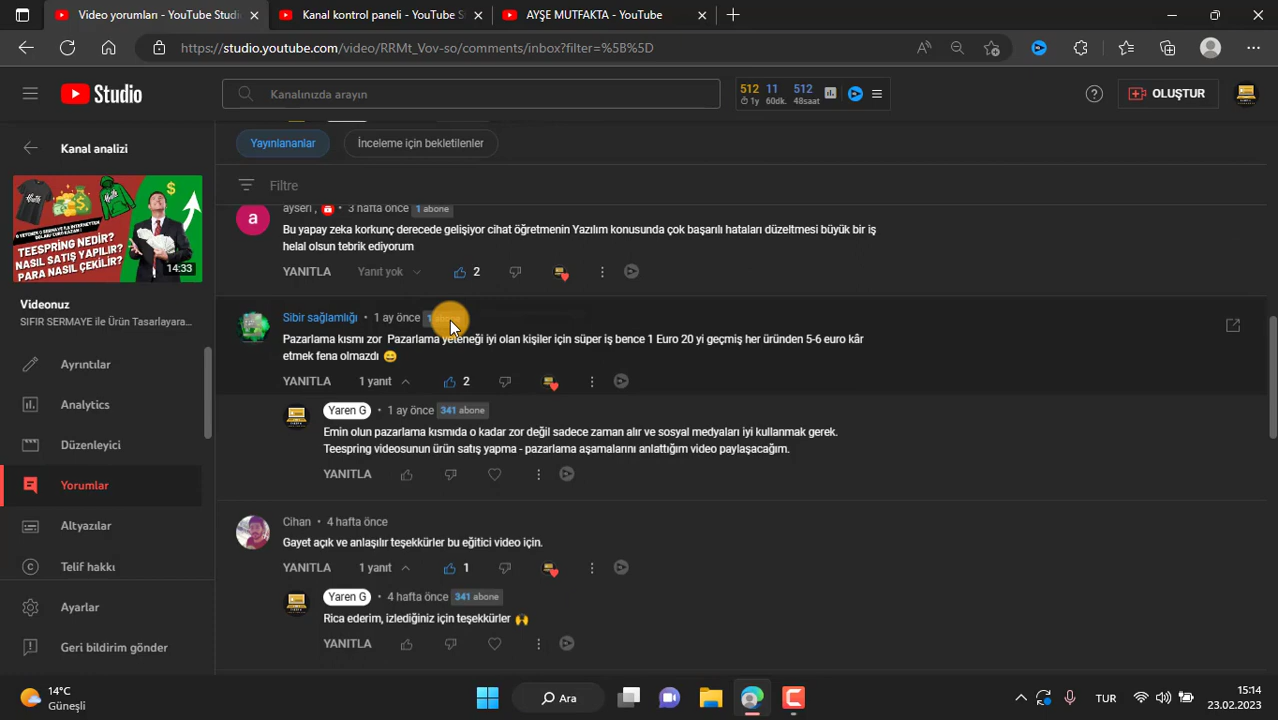 Video yorumları - YouTube Studi
Kanal kontrol paneli - YouTube S
AYŞE MUTFAKTA - YouTube
https://studio.youtube.com/video/RRMt_Vov-so/comments/inbox?filter=%5B%5D
Studio
Kanalınızda arayın
512 11 512
1y 60dk. 48saat
OLUŞTUR
Kanal analizi
TEESPRING NEDİR?
NASIL SATIŞ YAPILIR?
PARA NASIL ÇEKİLİR?
14:33
Videonuz
SIFIR SERMAYE ile Ürün Tasarlayara...
Ayrıntılar
Analytics
Düzenleyici
Yorumlar
Altyazılar
Telif hakkı
Ayarlar
Geri bildirim gönder
Yayınlananlar
İnceleme için bekletilenler
Filtre
a
3 hafta önce 1 abone
Bu yapay zeka korkunç derecede gelişiyor cihat öğretmenin Yazılım konusunda çok başarılı hataları düzeltmesi büyük bir iş
helal olsun tebrik ediyorum
YANITLA Yanıt yok 2
Sibir sağlamlığı • 1 ay önce
Pazarlama kısmı zor Pazarlama yeteneği iyi olan kişiler için süper iş bence 1 Euro 20 yi geçmiş her üründen 5-6 euro kâr
etmek fena olmazdı 😄
YANITLA 1 yanıt 2
Yaren G • 1 ay önce 341 abone
Emin olun pazarlama kısmıda o kadar zor değil sadece zaman alır ve sosyal medyaları iyi kullanmak gerek.
Teespring videosunun ürün satış yapma - pazarlama aşamalarını anlattığım video paylaşacağım.
YANITLA
Cihan • 4 hafta önce
Gayet açık ve anlaşılır teşekkürler bu eğitici video için.
YANITLA 1 yanıt 1
Yaren G • 4 hafta önce 341 abone
Rica ederim, izlediğiniz için teşekkürler 🙌
YANITLA
14°C
Güneşli
Ara
TUR
15:14
23.02.2023